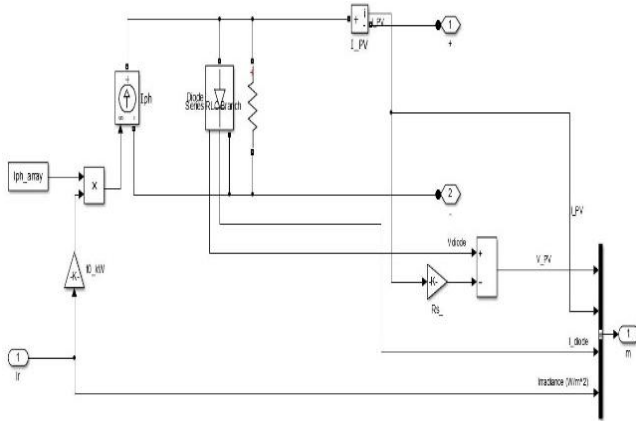 1
+
I_PV
+
i
-
I_PV
Iph
Diode
Series RLC Branch
+
Iph_array
×
2
-
I_PV
Vdiode
+
-
V_PV
-K-
-K-
Rs_
1
Ir
I_diode
1
m
Irradiance (W/m^2)